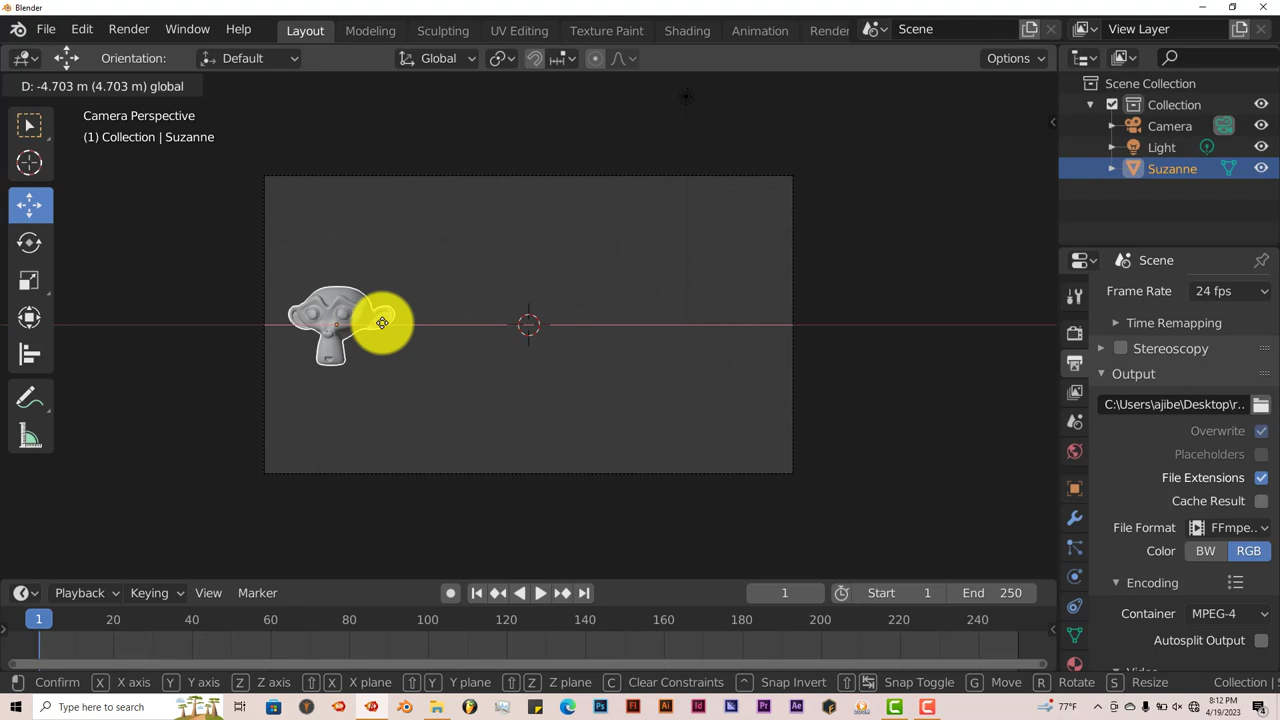 Blender
File Edit Render Window Help
Layout Modeling Sculpting UV Editing Texture Paint Shading Animation Render
Scene
View Layer
Orientation: Default
Global
Options
D: -4.703 m (4.703 m) global
Camera Perspective
(1) Collection | Suzanne
Scene Collection
Collection
Camera
Light
Suzanne
Scene
Frame Rate 24 fps
Time Remapping
Stereoscopy
Output
C:\Users\ajibe\Desktop\r..
Overwrite
Placeholders
File Extensions
Cache Result
File Format FFmpe..
Color BW RGB
Encoding
Container MPEG-4
Autosplit Output
Playback Keying View Marker
1
Start 1 End 250
1 20 40 60 80 100 120 140 160 180 200 220 240
Confirm X X axis Y Y axis Z Z axis X X plane Y Y plane Z Z plane C Clear Constraints ^ Snap Invert Snap Toggle G Move R Rotate S Resize Collection | S
Type here to search
Ps Fl Ai Id Pr Ae
77°F
8:12 PM
4/19/2023